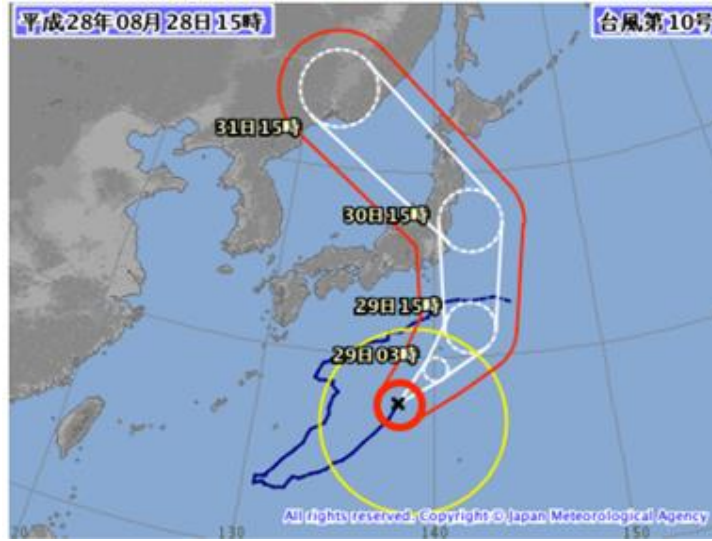 平成28年08月28日15時
台風第10号
31日15時
30日15時
29日15時
29日03時
All rights reserved. Copyright © Japan Meteorological Agency
20
130
140
150